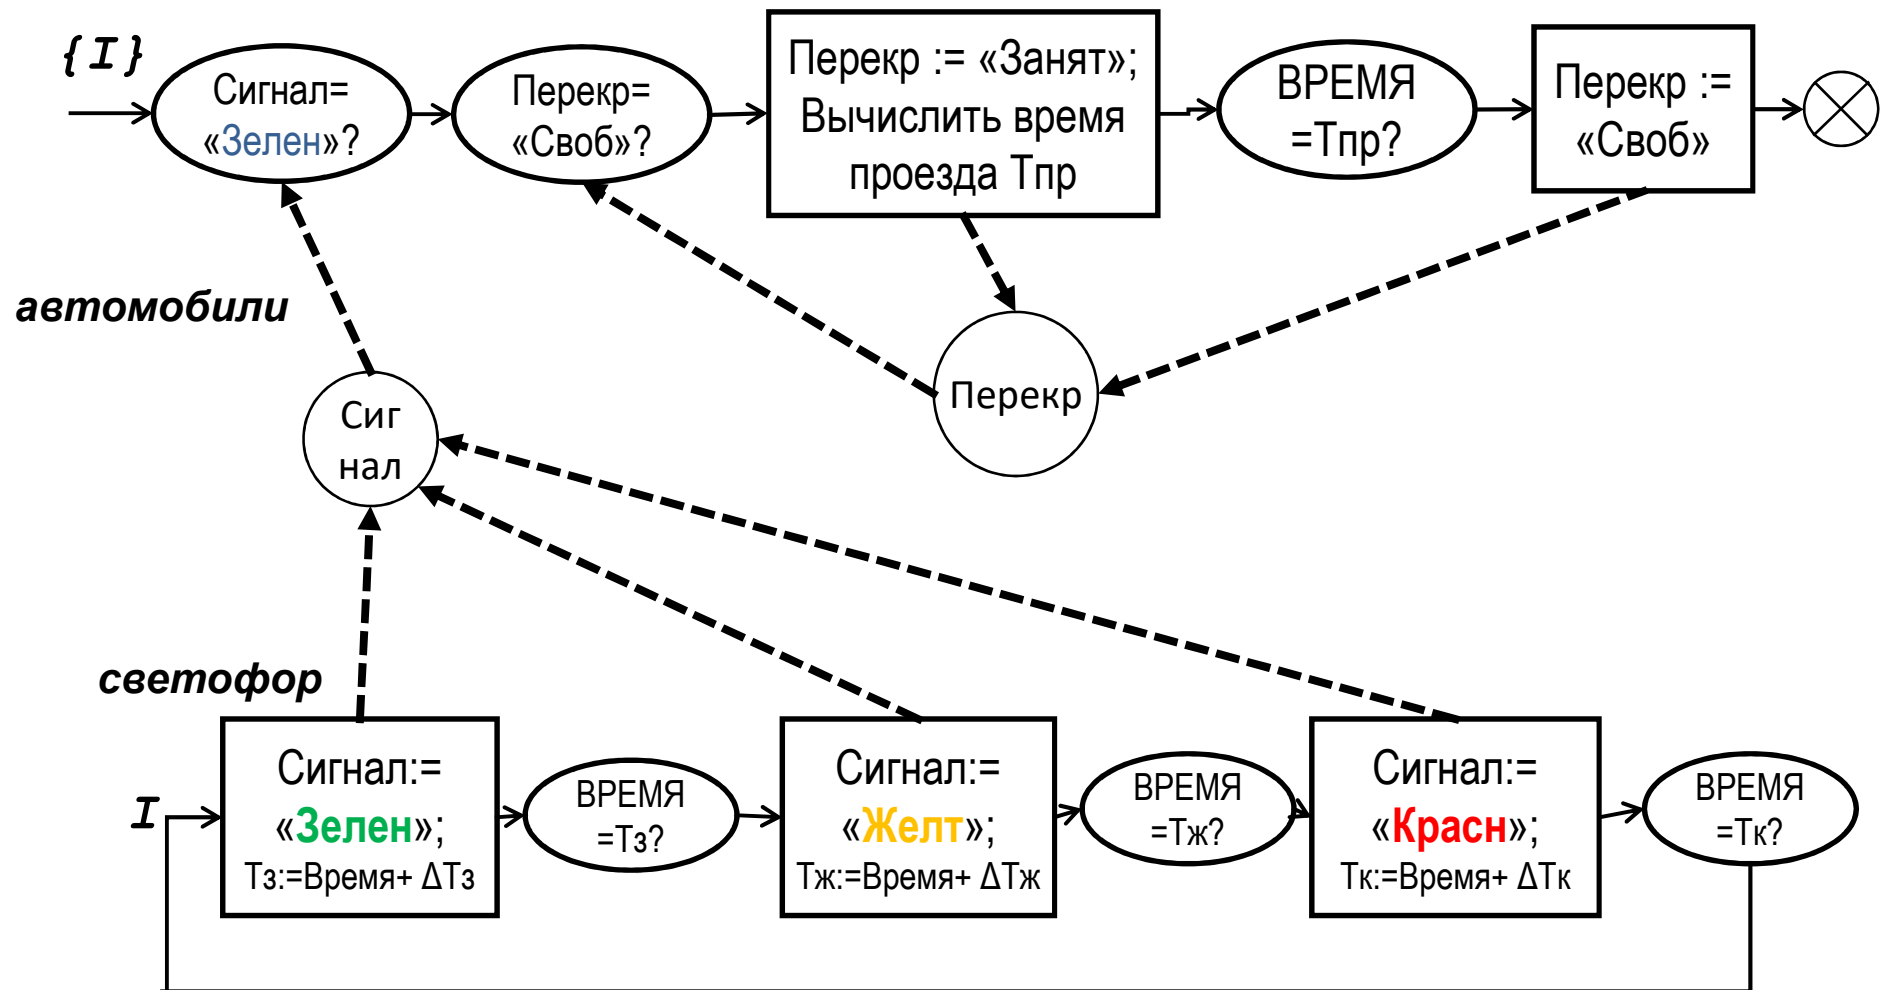 {I}
Сигнал=
«Зелен»?
Перекр=
«Своб»?
Перекр := «Занят»;
Вычислить время
проезда Тпр
ВРЕМЯ
=Тпр?
Перекр :=
«Своб»
автомобили
Сиг
нал
Перекр
светофор
I
Сигнал:=
«Зелен»;
Тз:=Время+ ΔТз
ВРЕМЯ
=Тз?
Сигнал:=
«Желт»;
Тж:=Время+ ΔТж
ВРЕМЯ
=Тж?
Сигнал:=
«Красн»;
Тк:=Время+ ΔТк
ВРЕМЯ
=Тк?